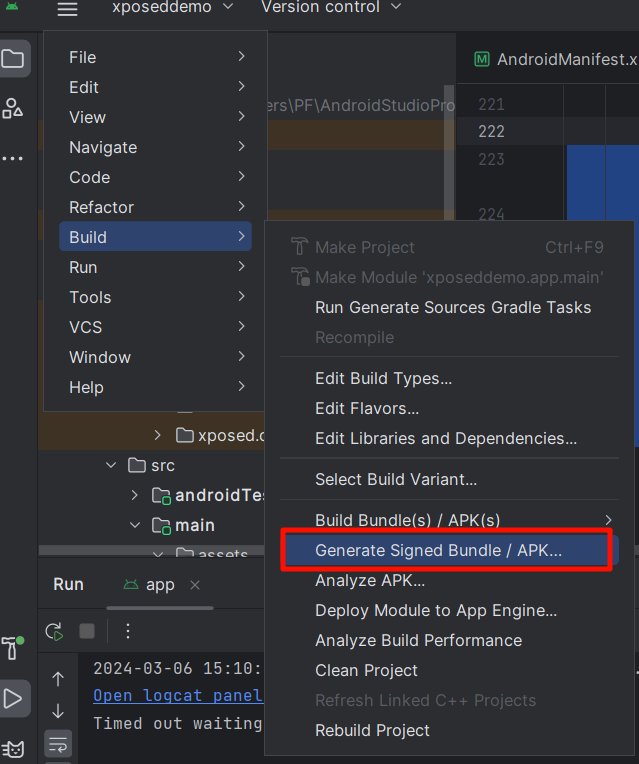 xposeddemo
Version control
File
Edit
View
Navigate
Code
Refactor
Build
Run
Tools
VCS
Window
Help
ers\PF\AndroidStudioPro
AndroidManifest.x
221
222
223
224
Make Project Ctrl+F9
Make Module 'xposeddemo.app.main'
Run Generate Sources Gradle Tasks
Recompile
Edit Build Types...
Edit Flavors...
Edit Libraries and Dependencies...
Select Build Variant...
Build Bundle(s) / APK(s)
Generate Signed Bundle / APK...
Analyze APK...
Deploy Module to App Engine...
Analyze Build Performance
Clean Project
Refresh Linked C++ Projects
Rebuild Project
xposed.
src
androidTe
main
assets
Run
app
2024-03-06 15:10:
Open logcat panel
Timed out waiting